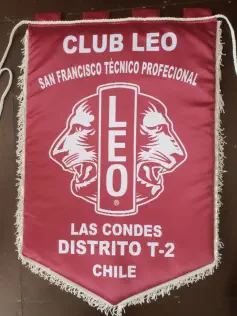 CLUB LEO
SAN FRANCISCO TÉCNICO PROFECIONAL
LEO
LAS CONDES
DISTRITO T-2
CHILE